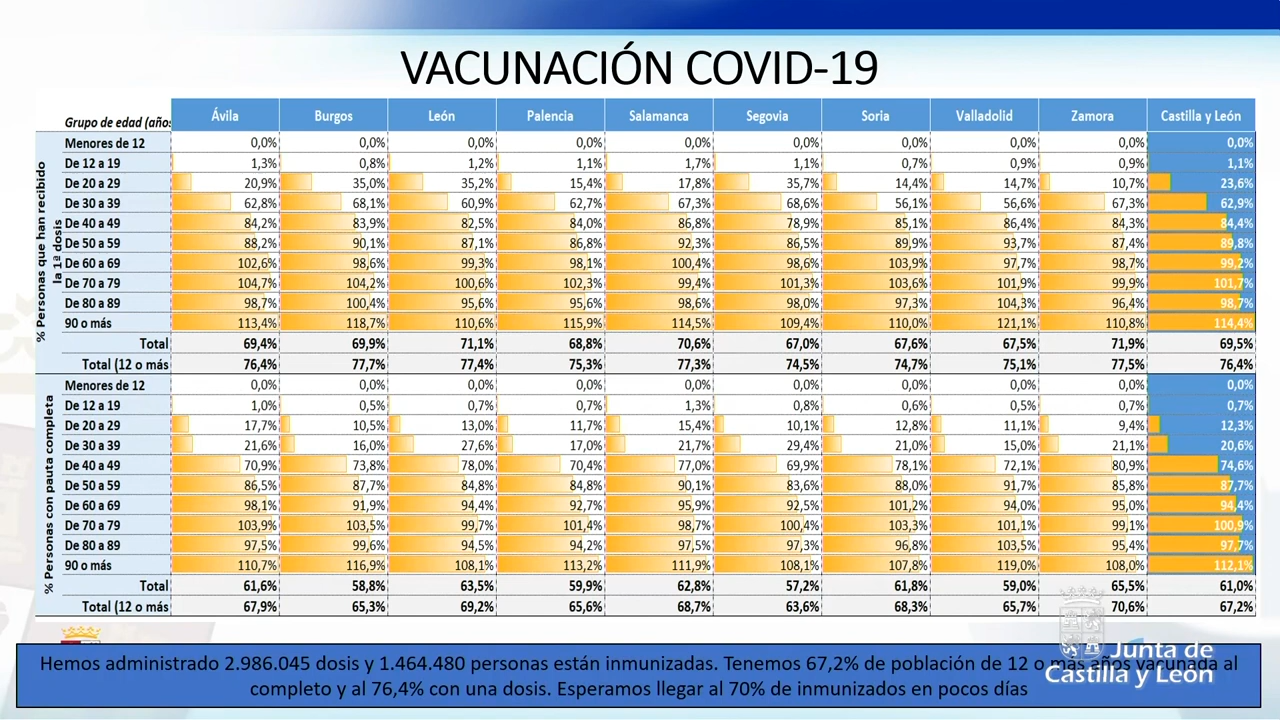 VACUNACIÓN COVID-19
Grupo de edad (año: Ávila Burgos León Palencia Salamanca Segovia Soria Valladolid Zamora Castilla y León
% Personas que han recibido
la 1ª dosis
Menores de 12 0,0% 0,0% 0,0% 0,0% 0,0% 0,0% 0,0% 0,0% 0,0% 0,0%
De 12 a 19 1,3% 0,8% 1,2% 1,1% 1,7% 1,1% 0,7% 0,9% 0,9% 1,1%
De 20 a 29 20,9% 35,0% 35,2% 15,4% 17,8% 35,7% 14,4% 14,7% 10,7% 23,6%
De 30 a 39 62,8% 68,1% 60,9% 62,7% 67,3% 68,6% 56,1% 56,6% 67,3% 62,9%
De 40 a 49 84,2% 83,9% 82,5% 84,0% 86,8% 78,9% 85,1% 86,4% 84,3% 84,4%
De 50 a 59 88,2% 90,1% 87,1% 86,8% 92,3% 86,5% 89,9% 93,7% 87,4% 89,8%
De 60 a 69 102,6% 98,6% 99,3% 98,1% 100,4% 98,6% 103,9% 97,7% 98,7% 99,2%
De 70 a 79 104,7% 104,2% 100,6% 102,3% 99,4% 101,3% 103,6% 101,9% 99,9% 101,7%
De 80 a 89 98,7% 100,4% 95,6% 95,6% 98,6% 98,0% 97,3% 104,3% 96,4% 98,7%
90 o más 113,4% 118,7% 110,6% 115,9% 114,5% 109,4% 110,0% 121,1% 110,8% 114,4%
Total 69,4% 69,9% 71,1% 68,8% 70,6% 67,0% 67,6% 67,5% 71,9% 69,5%
Total (12 o más 76,4% 77,7% 77,4% 75,3% 77,3% 74,5% 74,7% 75,1% 77,5% 76,4%
% Personas con pauta completa
Menores de 12 0,0% 0,0% 0,0% 0,0% 0,0% 0,0% 0,0% 0,0% 0,0% 0,0%
De 12 a 19 1,0% 0,5% 0,7% 0,7% 1,3% 0,8% 0,6% 0,5% 0,7% 0,7%
De 20 a 29 17,7% 10,5% 13,0% 11,7% 15,4% 10,1% 12,8% 11,1% 9,4% 12,3%
De 30 a 39 21,6% 16,0% 27,6% 17,0% 21,7% 29,4% 21,0% 15,0% 21,1% 20,6%
De 40 a 49 70,9% 73,8% 78,0% 70,4% 77,0% 69,9% 78,1% 72,1% 80,9% 74,6%
De 50 a 59 86,5% 87,7% 84,8% 84,8% 90,1% 83,6% 88,0% 91,7% 85,8% 87,7%
De 60 a 69 98,1% 91,9% 94,4% 92,7% 95,9% 92,5% 101,2% 94,0% 95,0% 94,4%
De 70 a 79 103,9% 103,5% 99,7% 101,4% 98,7% 100,4% 103,3% 101,1% 99,1% 100,9%
De 80 a 89 97,5% 99,6% 94,5% 94,2% 97,5% 97,3% 96,8% 103,5% 95,4% 97,7%
90 o más 110,7% 116,9% 108,1% 113,2% 111,9% 108,1% 107,8% 119,0% 108,0% 112,1%
Total 61,6% 58,8% 63,5% 59,9% 62,8% 57,2% 61,8% 59,0% 65,5% 61,0%
Total (12 o más 67,9% 65,3% 69,2% 65,6% 68,7% 63,6% 68,3% 65,7% 70,6% 67,2%
Hemos administrado 2.986.045 dosis y 1.464.480 personas están inmunizadas. Tenemos 67,2% de población de 12 o más años vacunada al
completo y al 76,4% con una dosis. Esperamos llegar al 70% de inmunizados en pocos días
Junta de
Castilla y León